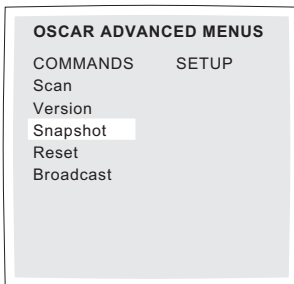 OSCAR ADVANCED MENUS
COMMANDS SETUP
Scan
Version
Snapshot
Reset
Broadcast